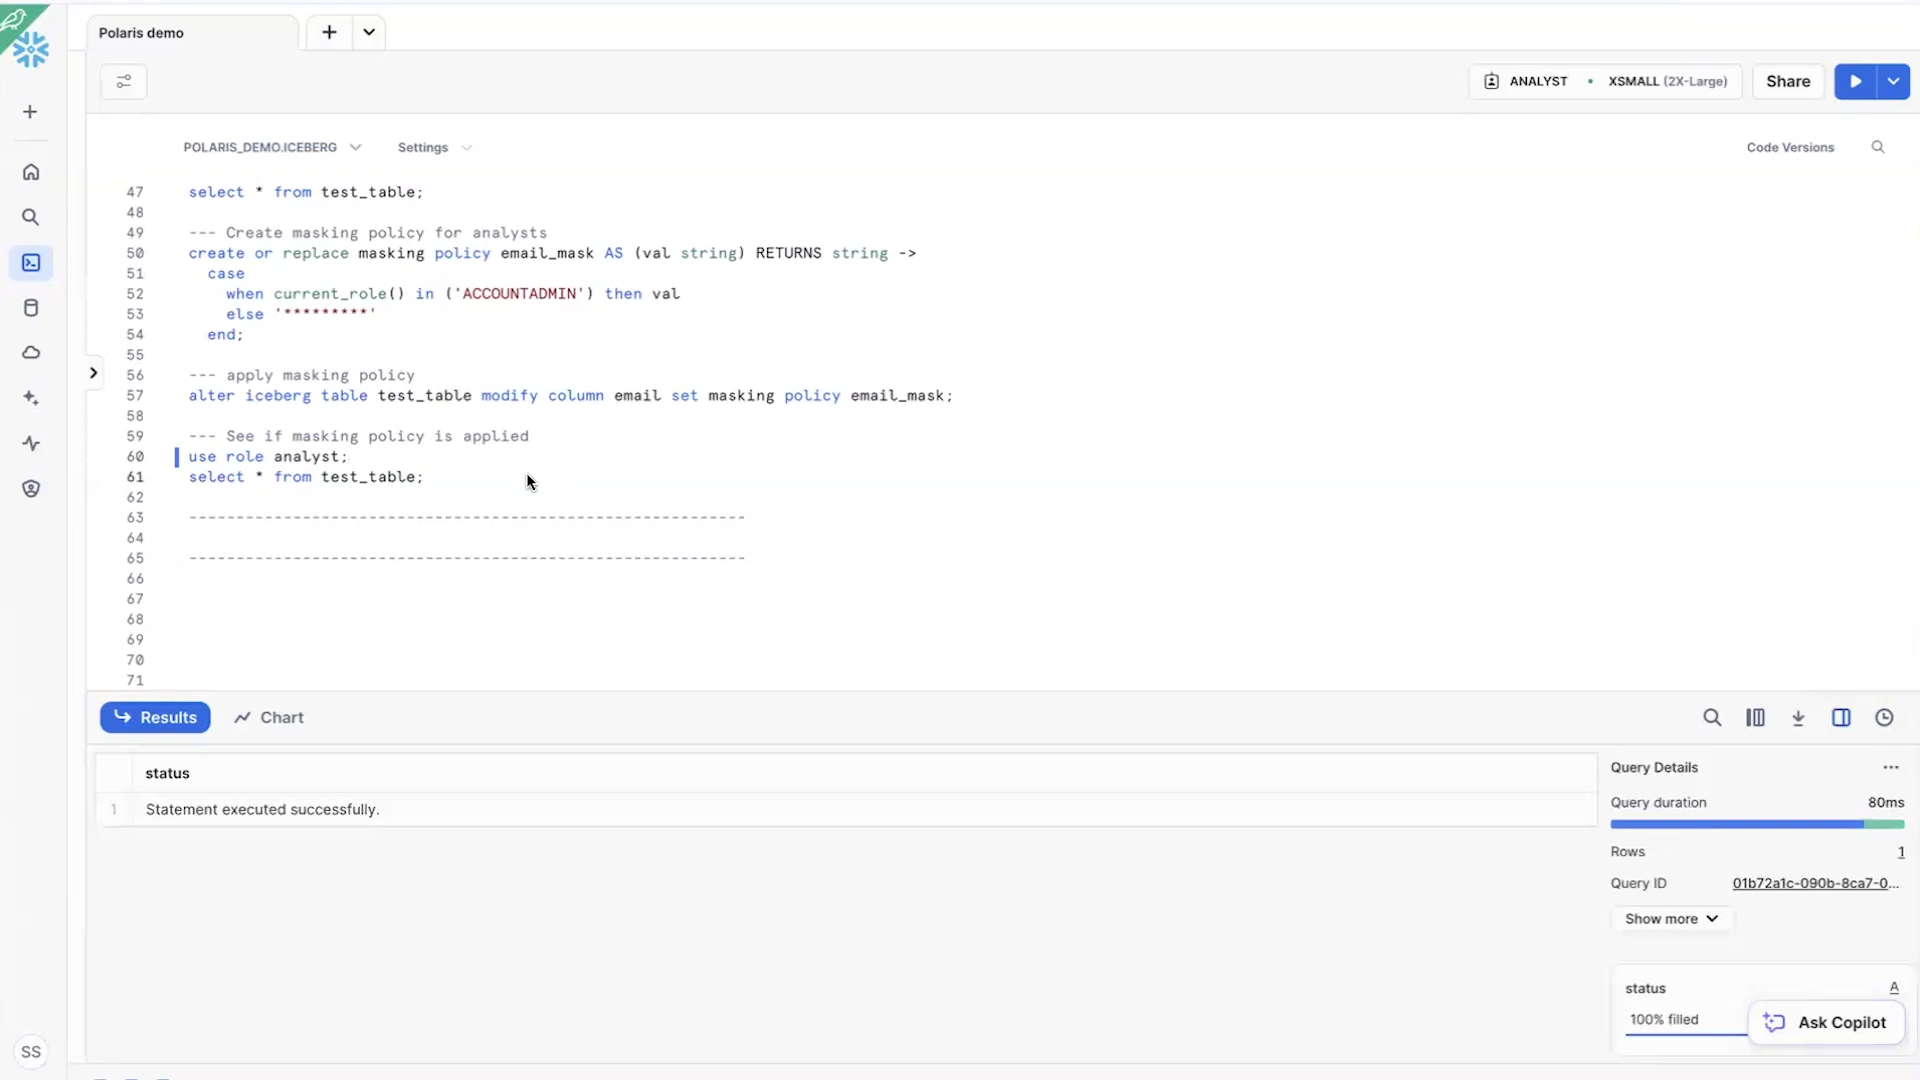 Polaris demo
ANALYST • XSMALL (2X-Large)
Share
POLARIS_DEMO.ICEBERG
Settings
Code Versions
47 select * from test_table;
48
49 --- Create masking policy for analysts
50 create or replace masking policy email_mask AS (val string) RETURNS string ->
51 case
52 when current_role() in ('ACCOUNTADMIN') then val
53 else '*********'
54 end;
55
56 --- apply masking policy
57 alter iceberg table test_table modify column email set masking policy email_mask;
58
59 --- See if masking policy is applied
60 use role analyst;
61 select * from test_table;
62
63 -----------------------------------------------------------
64
65 -----------------------------------------------------------
66
67
68
69
70
71
Results
Chart
status
1 Statement executed successfully.
Query Details
...
Query duration 80ms
Rows 1
Query ID 01b72a1c-090b-8ca7-0...
Show more
status A
100% filled
Ask Copilot
SS